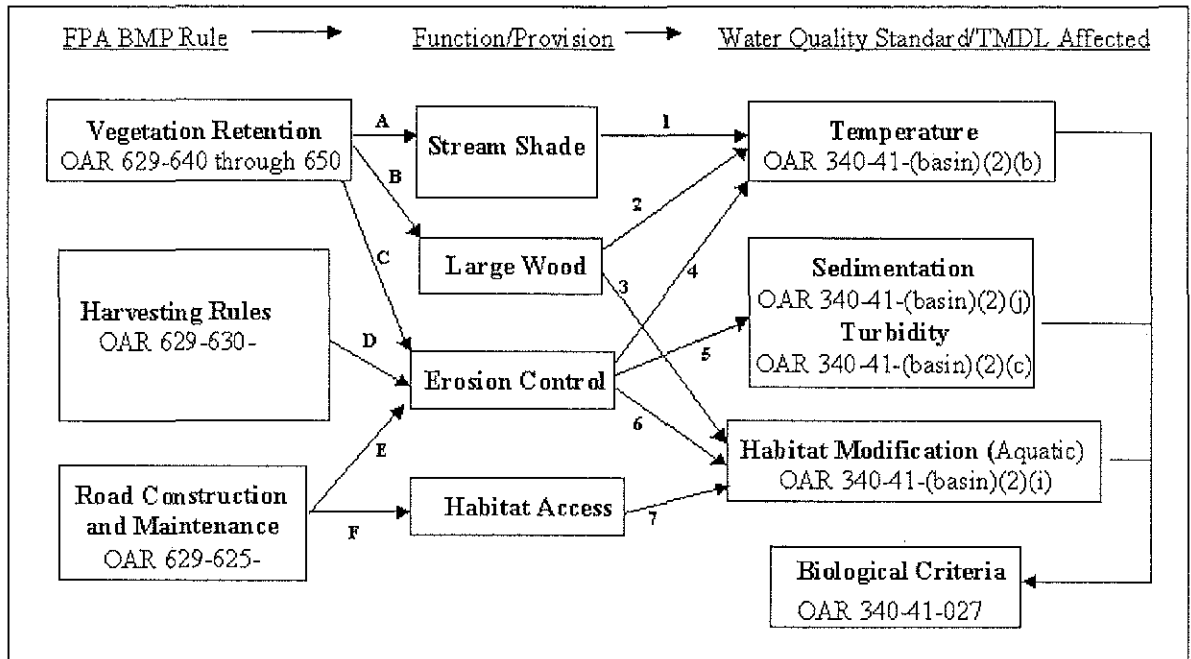 FPA BMP Rule
Function/Provision
Water Quality Standard/TMDL Affected
Vegetation Retention
OAR 629-640 through 650
A
B
C
Stream Shade
1
Temperature
OAR 340-41-(basin)(2)(b)
2
Large Wood
3
4
Harvesting Rules
OAR 629-630-
D
Erosion Control
5
6
Sedimentation
OAR 340-41-(basin)(2)(j)
Turbidity
OAR 340-41-(basin)(2)(c)
E
Road Construction
and Maintenance
OAR 629-625-
F
Habitat Access
7
Habitat Modification (Aquatic)
OAR 340-41-(basin)(2)(i)
Biological Criteria
OAR 340-41-027